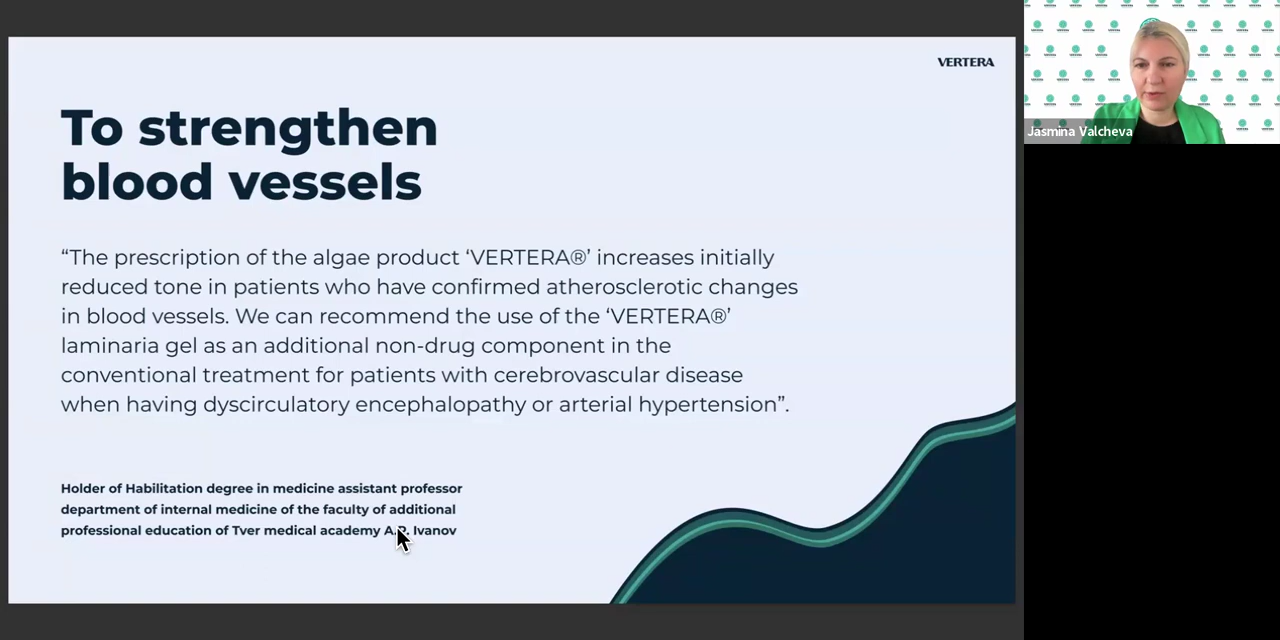 VERTERA
To strengthen
blood vessels
“The prescription of the algae product ‘VERTERA®’ increases initially
reduced tone in patients who have confirmed atherosclerotic changes
in blood vessels. We can recommend the use of the ‘VERTERA®’
laminaria gel as an additional non-drug component in the
conventional treatment for patients with cerebrovascular disease
when having dyscirculatory encephalopathy or arterial hypertension”.
Holder of Habilitation degree in medicine assistant professor
department of internal medicine of the faculty of additional
professional education of Tver medical academy Ivanov
Jasmina Valcheva